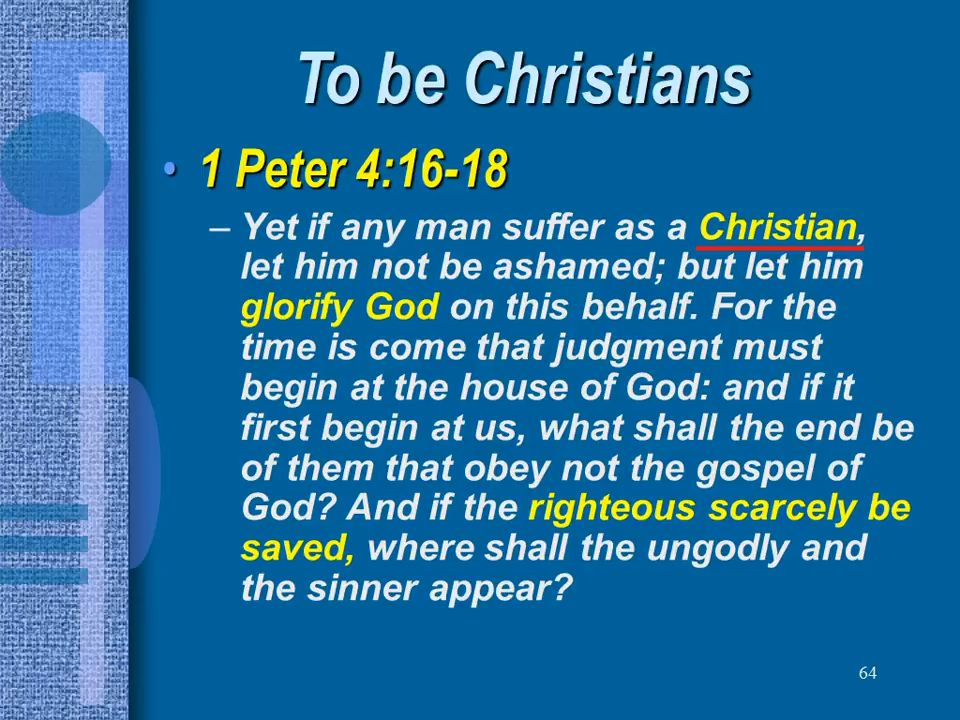 To be Christians
• 1 Peter 4:16-18
– Yet if any man suffer as a Christian,
let him not be ashamed; but let him
glorify God on this behalf. For the
time is come that judgment must
begin at the house of God: and if it
first begin at us, what shall the end be
of them that obey not the gospel of
God? And if the righteous scarcely be
saved, where shall the ungodly and
the sinner appear?
64